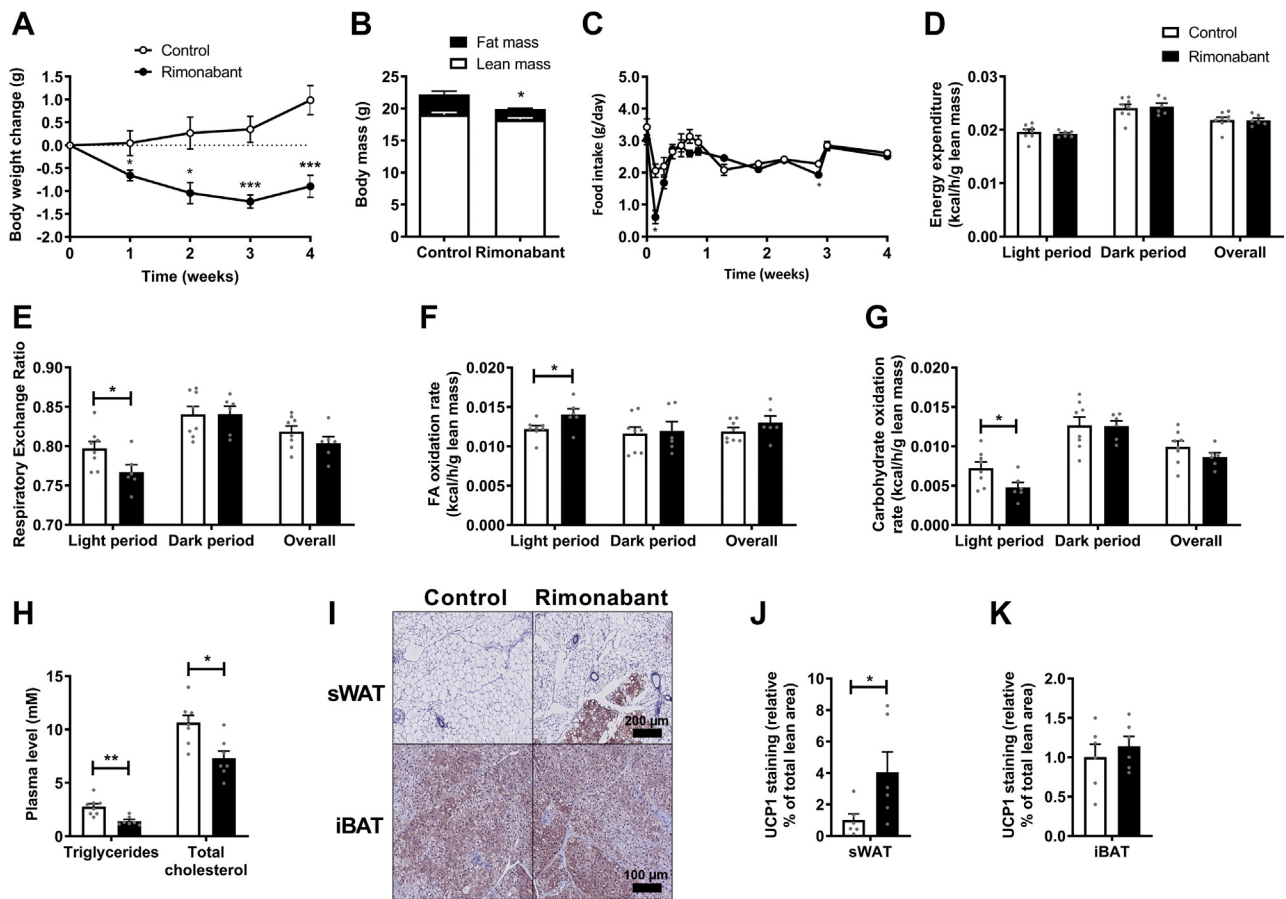 A
Control
Rimonabant
Body weight change (g)
1.5
1.0
0.5
0.0
-0.5
-1.0
-1.5
-2.0
*
*
***
***
0
1
2
3
4
Time (weeks)
B
Fat mass
Lean mass
Body mass (g)
25
20
15
10
5
0
*
Control
Rimonabant
C
Food intake (g/day)
5.0
4.0
3.0
2.0
1.0
0.0
*
*
0
1
2
3
4
Time (weeks)
D
Control
Rimonabant
Energy expenditure
(kcal/h/g lean mass)
0.03
0.02
0.01
0.00
Light period
Dark period
Overall
E
Respiratory Exchange Ratio
0.90
0.85
0.80
0.75
0.70
*
Light period
Dark period
Overall
F
FA oxidation rate
(kcal/h/g lean mass)
0.020
0.015
0.010
0.005
0.000
*
Light period
Dark period
Overall
G
Carbohydrate oxidation
rate (kcal/h/g lean mass)
0.020
0.015
0.010
0.005
0.000
*
Light period
Dark period
Overall
H
Plasma level (mM)
15
10
5
0
**
*
Triglycerides
Total
cholesterol
I
Control
Rimonabant
sWAT
200 µm
iBAT
100 µm
J
UCP1 staining (relative
% of total lean area)
10
8
6
4
2
0
*
sWAT
K
UCP1 staining (relative
% of total lean area)
2.0
1.5
1.0
0.5
0.0
iBAT